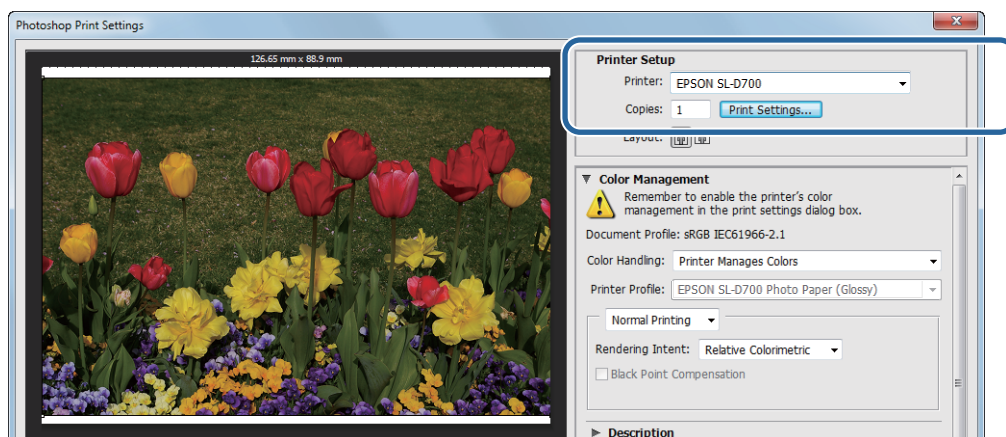 Photoshop Print Settings
126.65 mm x 88.9 mm
Printer Setup
Printer: EPSON SL-D700
Copies: 1 Print Settings...
Layout:
Color Management
Remember to enable the printer's color
management in the print settings dialog box.
Document Profile: sRGB IEC61966-2.1
Color Handling: Printer Manages Colors
Printer Profile: EPSON SL-D700 Photo Paper (Glossy)
Normal Printing
Rendering Intent: Relative Colorimetric
Black Point Compensation
Description